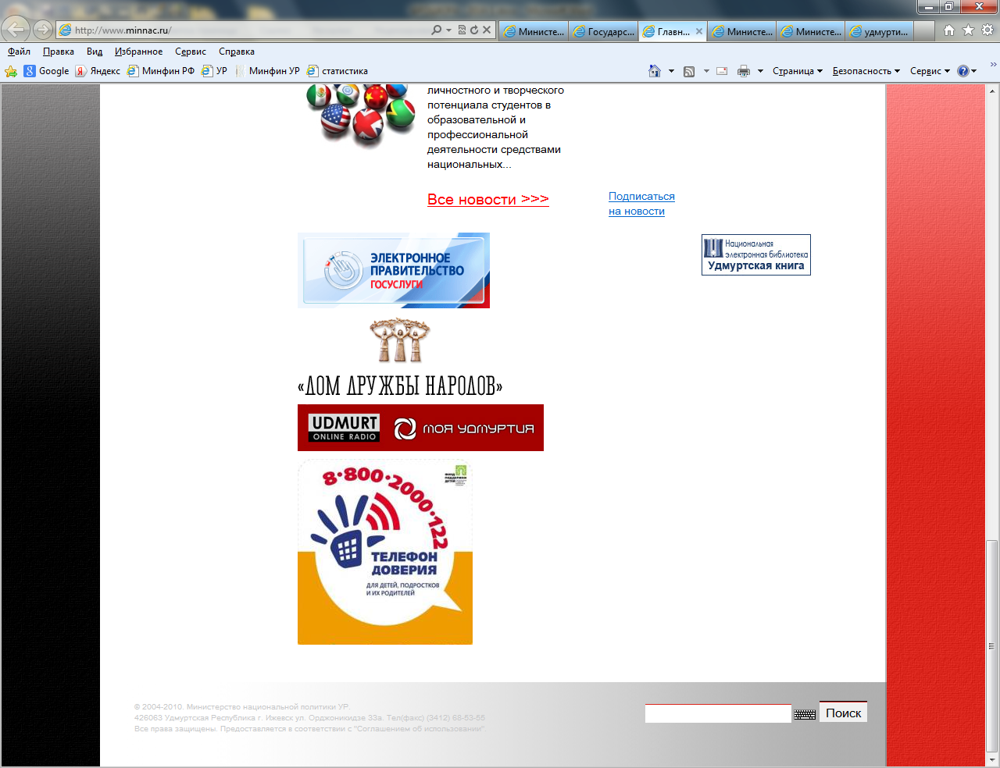 http://www.minnac.ru/
Министе...
Государс...
Главн...
Министе...
Министе...
удмурти...
Файл Правка Вид Избранное Сервис Справка
Google Яндекс Минфин РФ УР Минфин УР статистика
Страница Безопасность Сервис
личностного и творческого
потенциала студентов в
образовательной и
профессиональной
деятельности средствами
национальных...
Все новости >>>
Подписаться
на новости
ЭЛЕКТРОННОЕ
ПРАВИТЕЛЬСТВО
ГОСУСЛУГИ
Национальная
электронная библиотека
Удмуртская книга
«ДОМ ДРУЖБЫ НАРОДОВ»
UDMURT
ONLINE RADIO
МОЯ УДМУРТИЯ
8·800·2000·122
ФОНД
ПОДДЕРЖКИ
ДЕТЕЙ
ТЕЛЕФОН
ДОВЕРИЯ
ДЛЯ ДЕТЕЙ, ПОДРОСТКОВ
И ИХ РОДИТЕЛЕЙ
© 2004-2010. Министерство национальной политики УР.
426063 Удмуртская Республика г. Ижевск ул. Орджоникидзе 33а. Тел(факс) (3412) 68-53-55
Все права защищены. Предоставляется в соответствии с "Соглашением об использовании".
Поиск